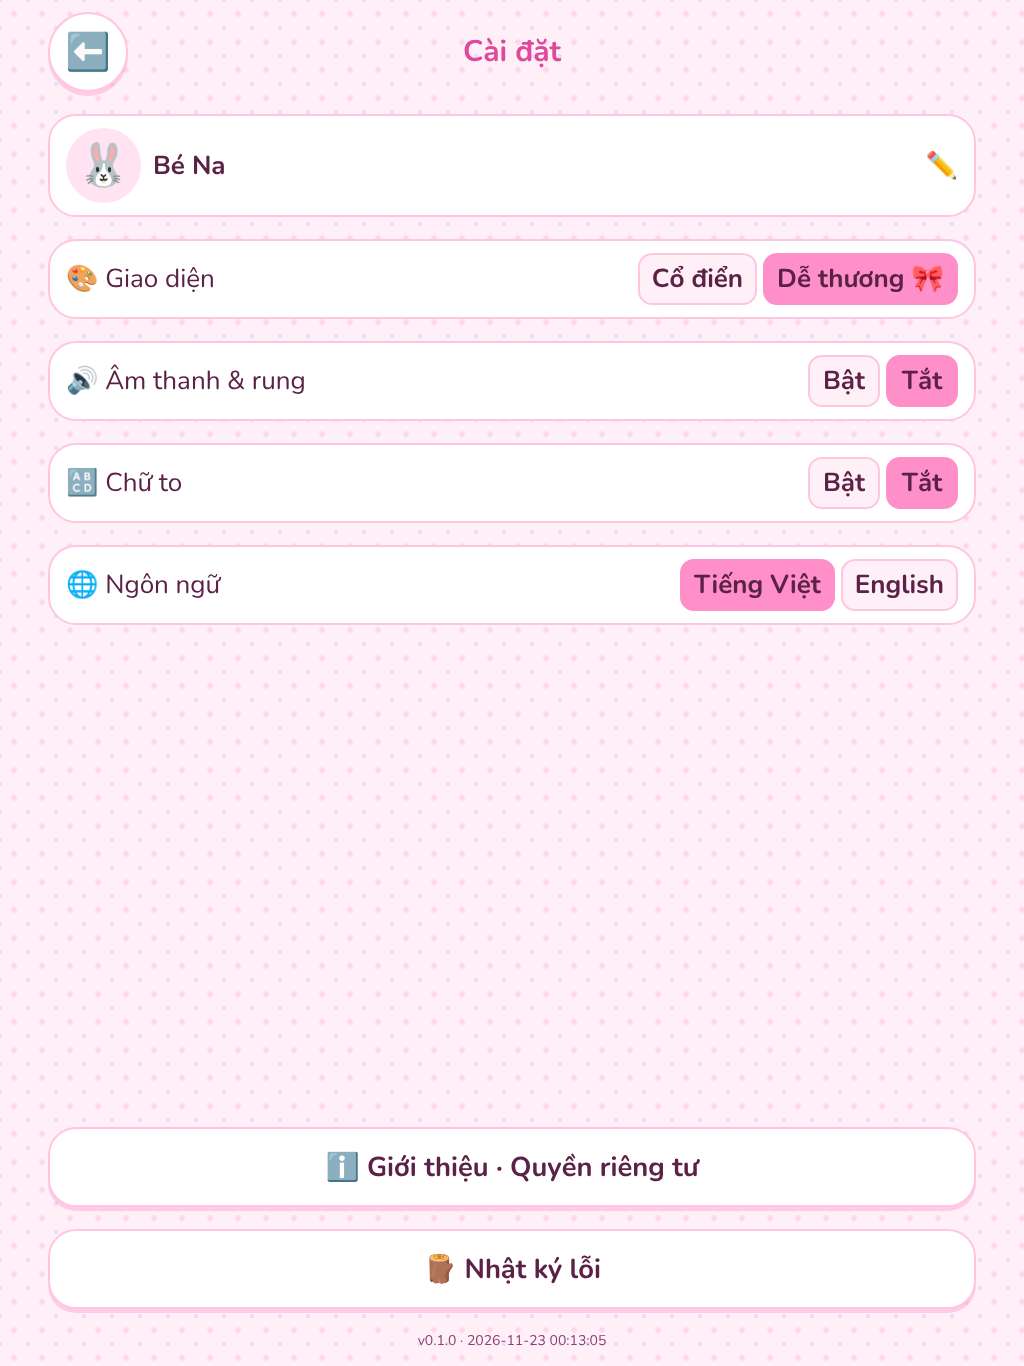 Cài đặt
Bé Na
Giao diện Cổ điển Dễ thương
Âm thanh & rung Bật Tắt
Chữ to Bật Tắt
Ngôn ngữ Tiếng Việt English
Giới thiệu · Quyền riêng tư
Nhật ký lỗi
v0.1.0 · 2026-11-23 00:13:05